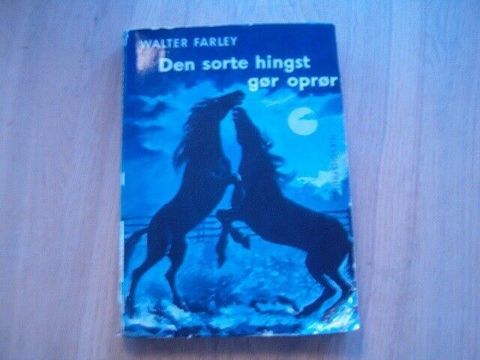 WALTER FARLEY
Den sorte hingst
gør oprør